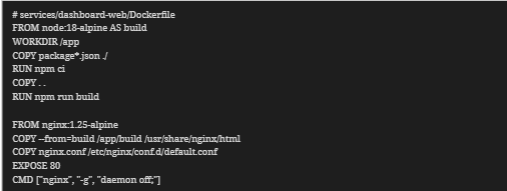 # services/dashboard-web/Dockerfile
FROM node:18-alpine AS build
WORKDIR /app
COPY package*.json ./
RUN npm ci
COPY . .
RUN npm run build

FROM nginx:1.25-alpine
COPY --from=build /app/build /usr/share/nginx/html
COPY nginx.conf /etc/nginx/conf.d/default.conf
EXPOSE 80
CMD ["nginx", "-g", "daemon off;"]